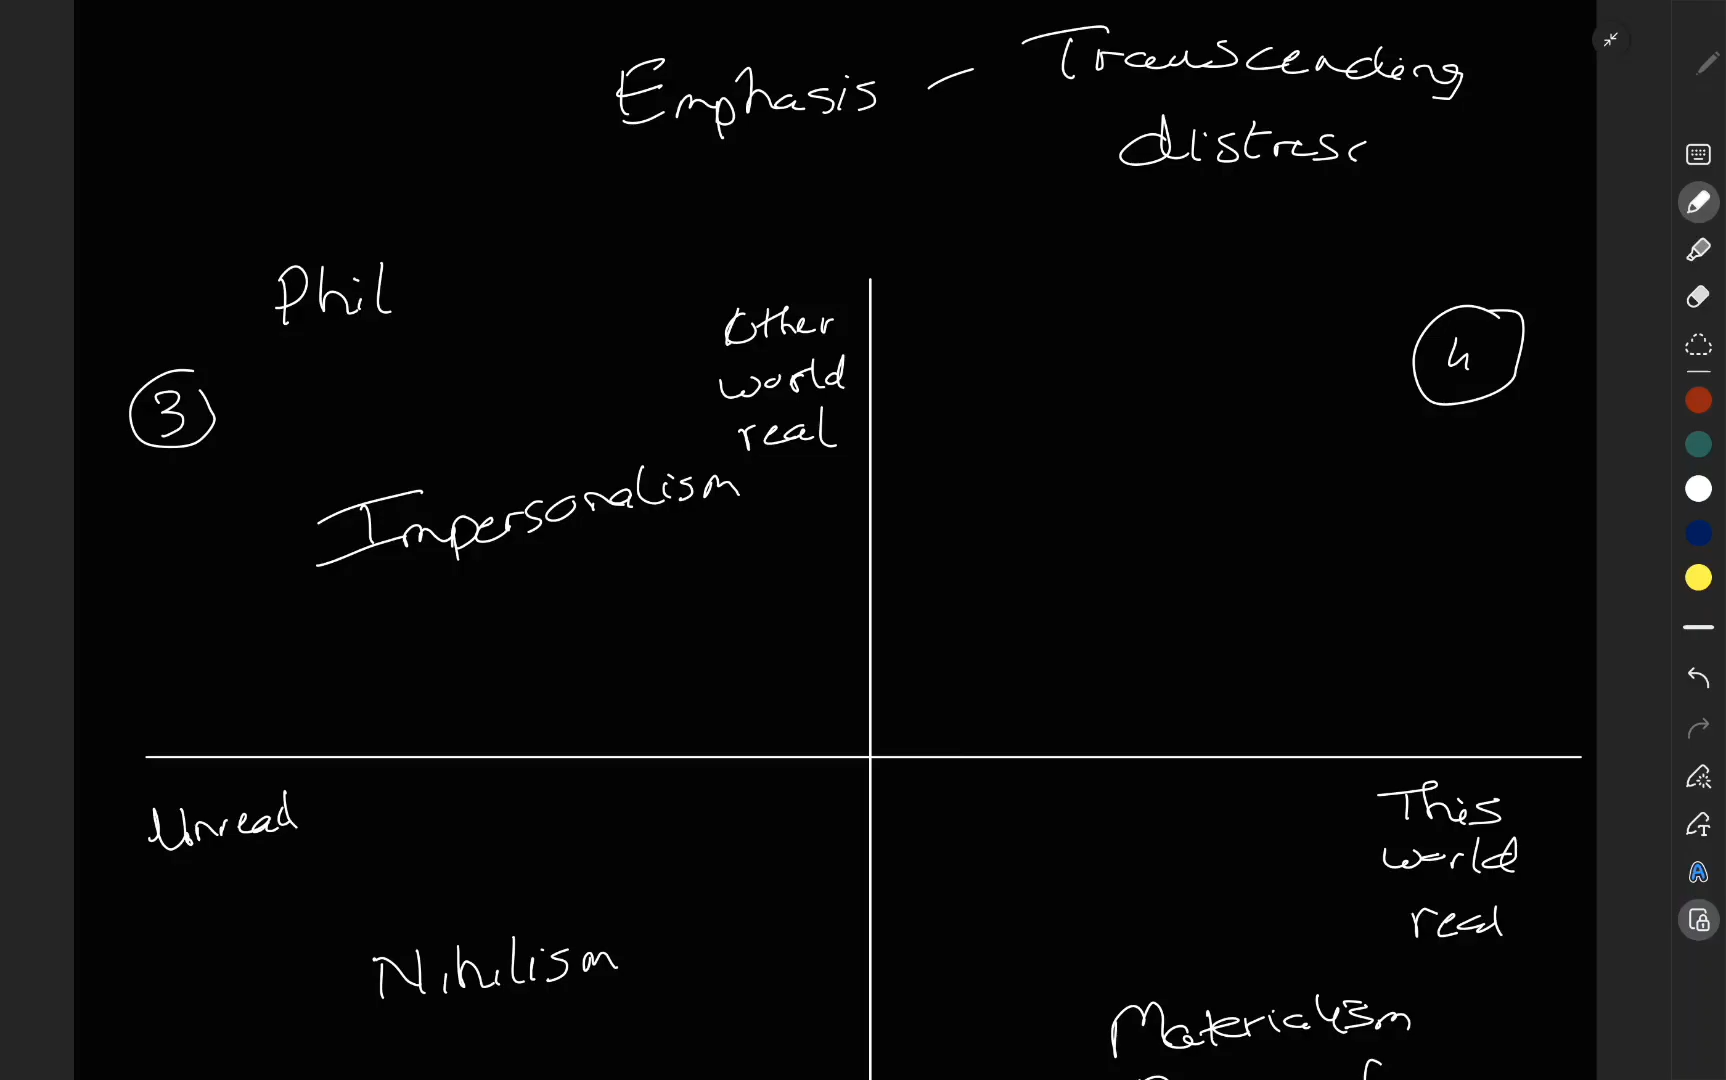 Emphasis - Transcending
distress
Phil
Other
world
real
3
4
Impersonalism
Unreal
This
world
real
Nihilism
Materialism